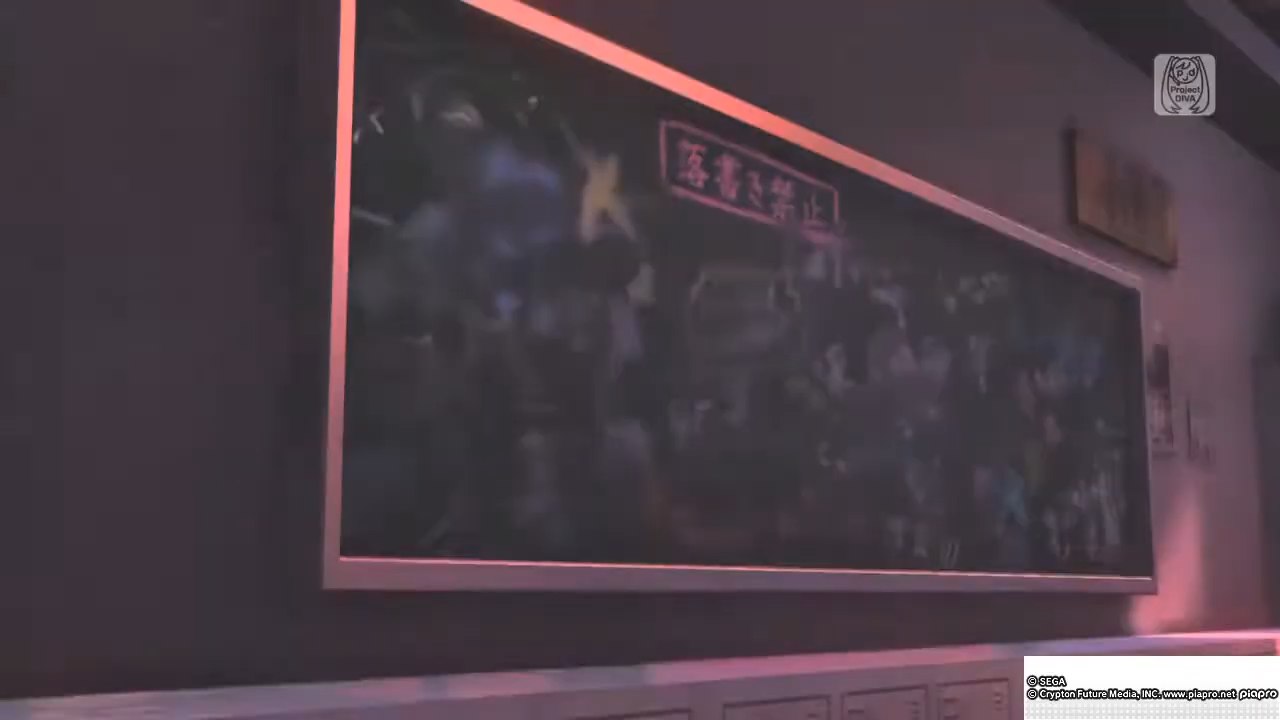 落書き禁止
Project
DIVA
© SEGA
© Crypton Future Media, INC. www.piapro.net piapro